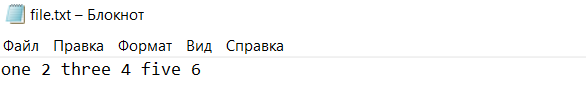 file.txt – Блокнот
Файл Правка Формат Вид Справка
one 2 three 4 five 6